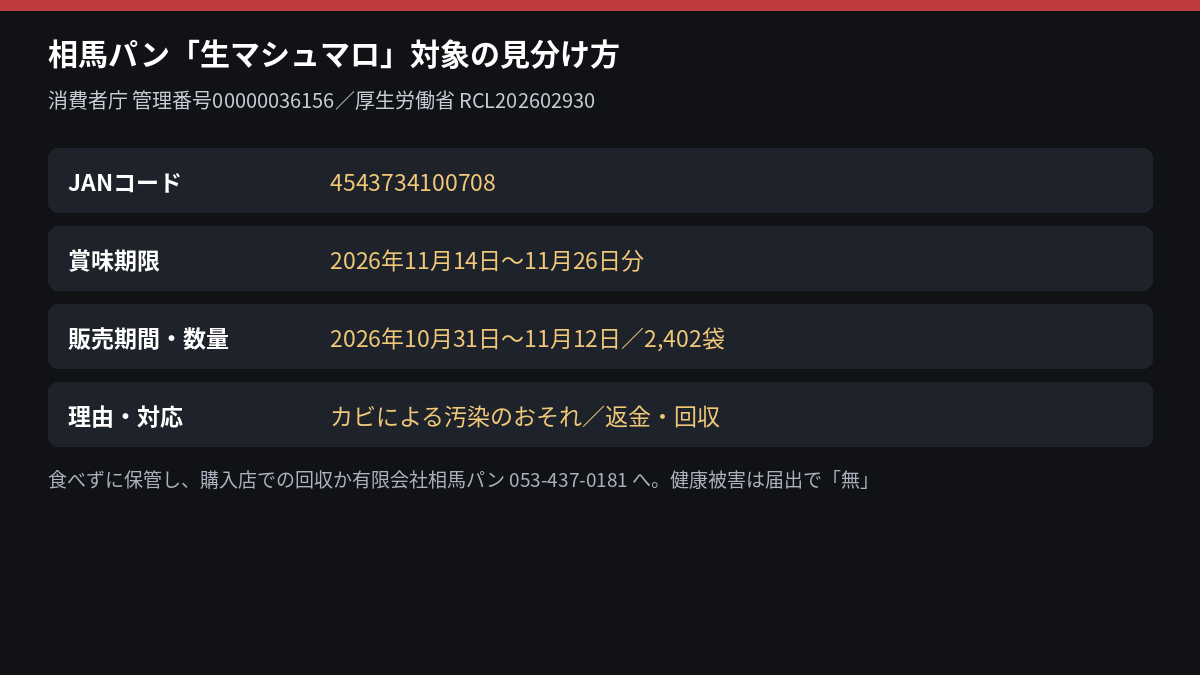 相馬パン「生マシュマロ」対象の見分け方
消費者庁 管理番号00000036156／厚生労働省 RCL202602930
JANコード 4543734100708
賞味期限 2026年11月14日〜11月26日分
販売期間・数量 2026年10月31日〜11月12日／2,402袋
理由・対応 カビによる汚染のおそれ／返金・回収
食べずに保管し、購入店での回収か有限会社相馬パン 053-437-0181 へ。健康被害は届出で「無」